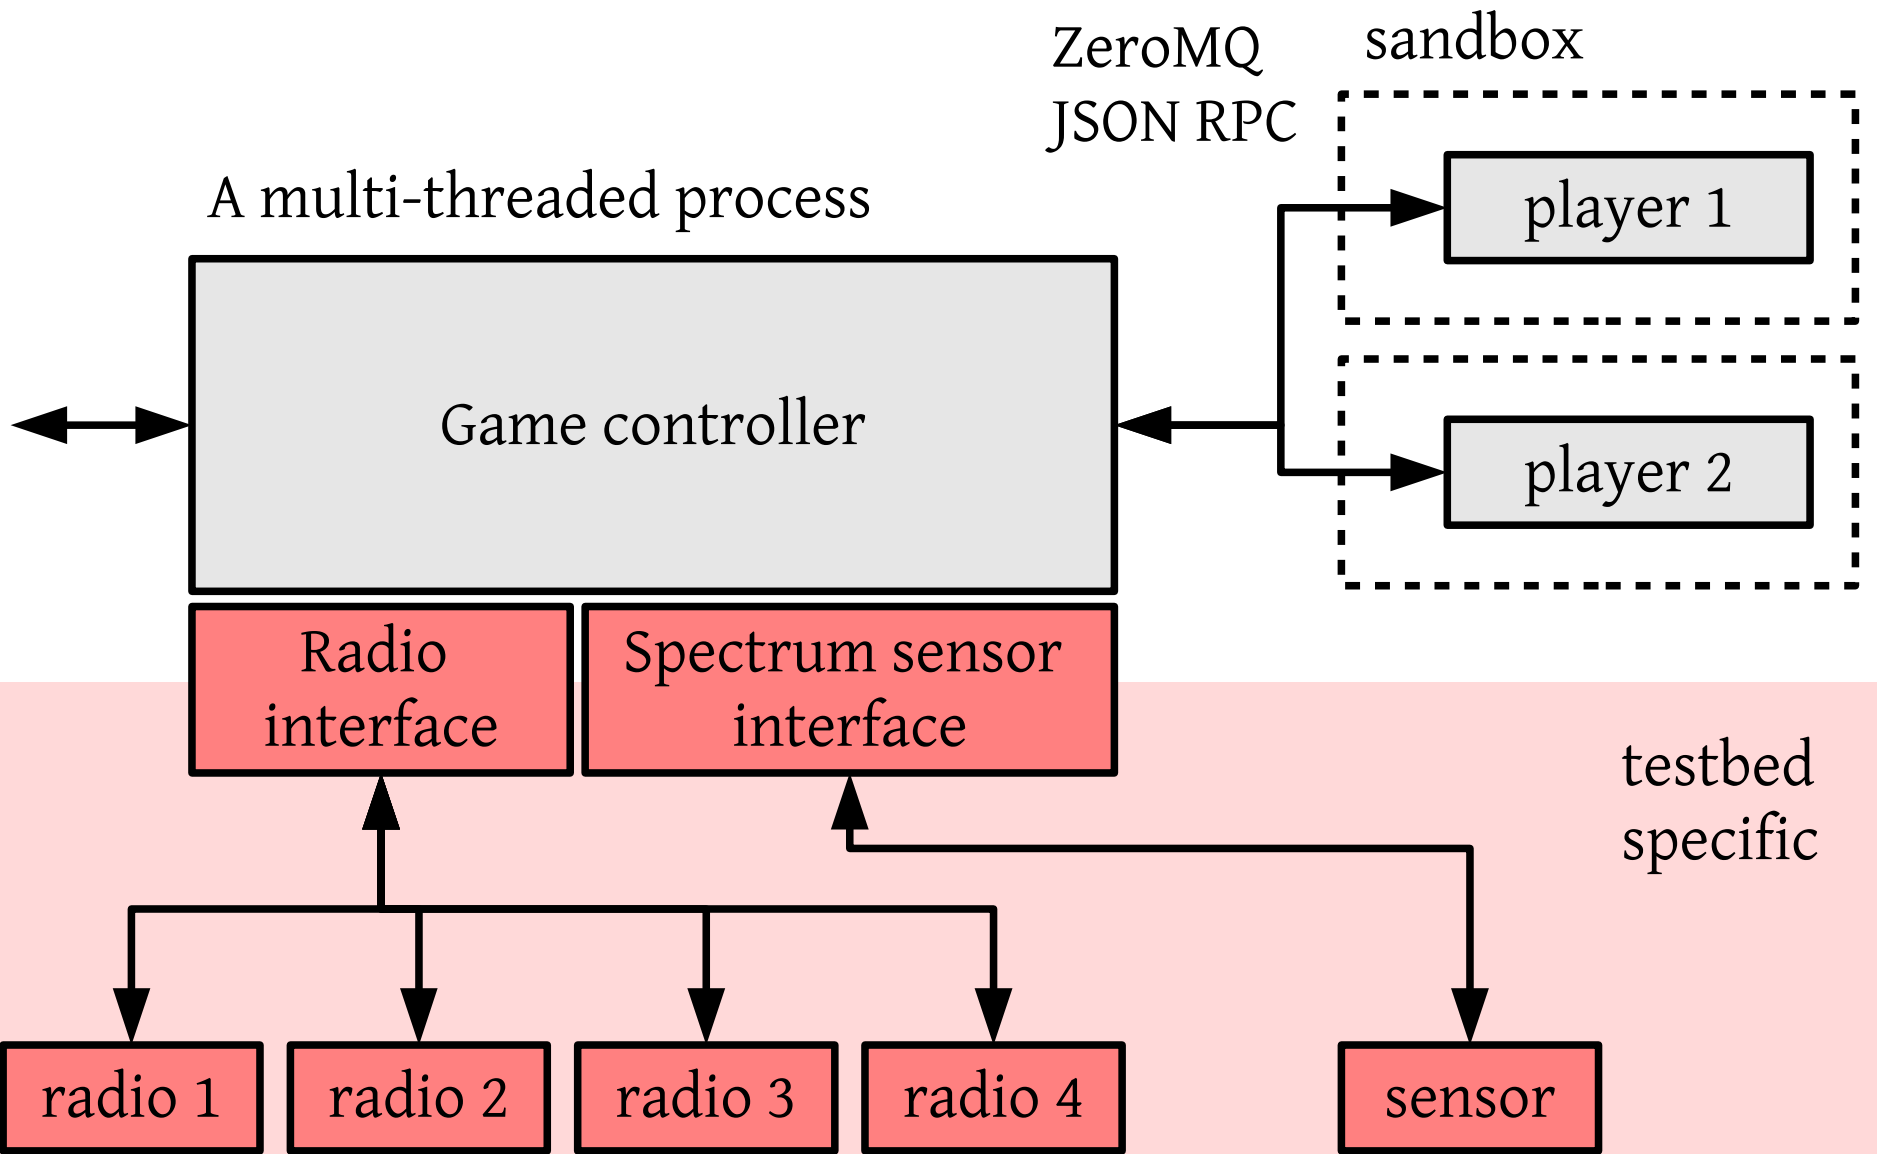 ZeroMQ
JSON RPC
sandbox
A multi-threaded process
player 1
Game controller
player 2
Radio
interface
Spectrum sensor
interface
testbed
specific
radio 1
radio 2
radio 3
radio 4
sensor